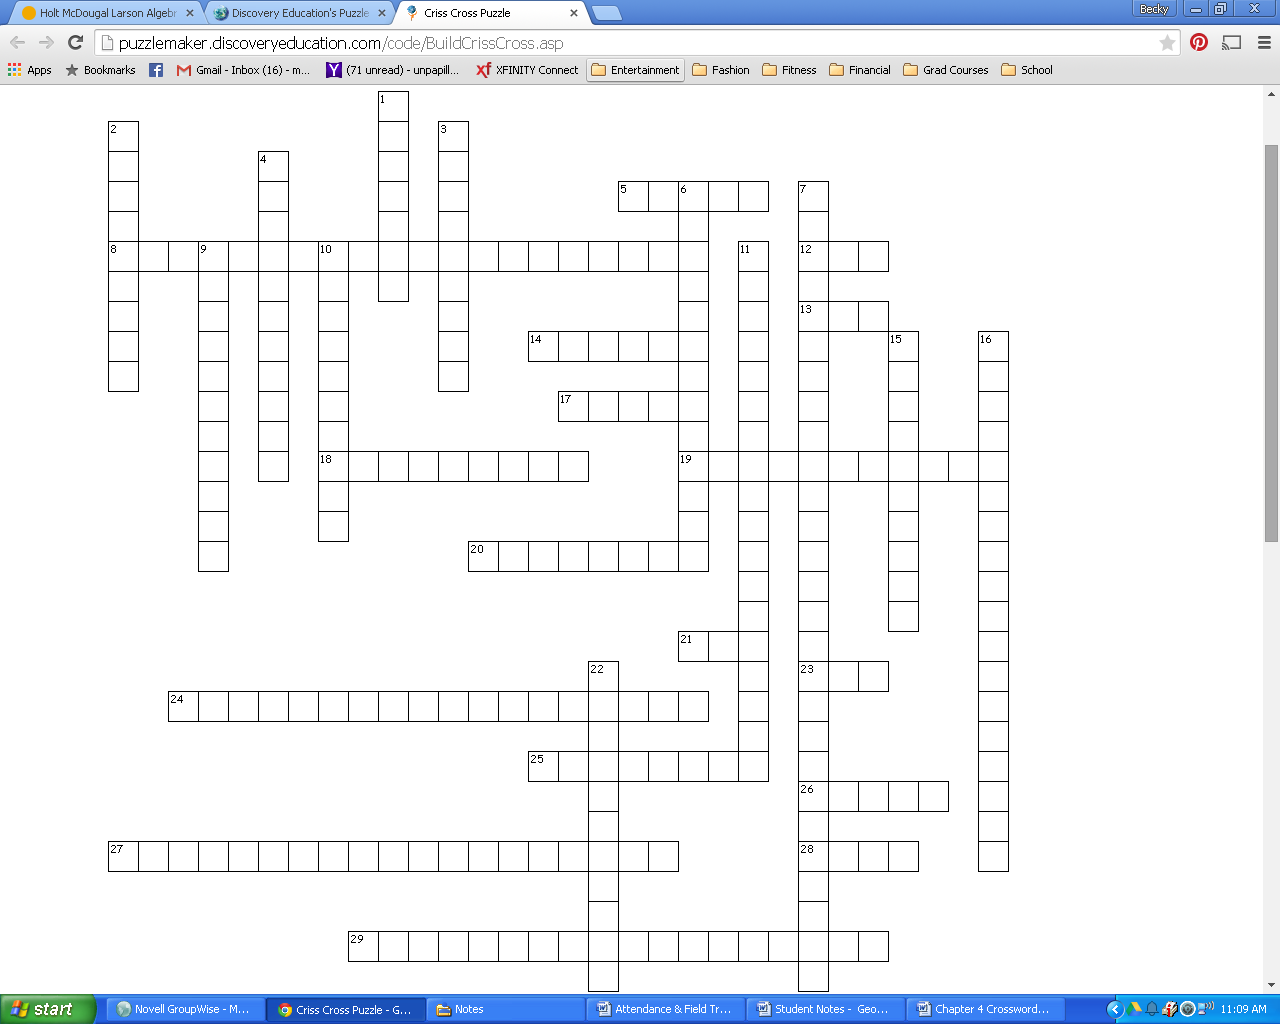 Holt McDougal Larson Algebr
Discovery Education's Puzzle
Criss Cross Puzzle
Becky
puzzlemaker.discoveryeducation.com/code/BuildCrissCross.asp
Apps
Bookmarks
Gmail - Inbox (16) - m...
(71 unread) - unpapill...
XFINITY Connect
Entertainment
Fashion
Fitness
Financial
Grad Courses
School
1
2
3
4
5
6
7
8
9
10
11
12
13
14
15
16
17
18
19
20
21
22
23
24
25
26
27
28
29
start
Novell GroupWise - M...
Criss Cross Puzzle - G...
Notes
Attendance & Field Tr...
Student Notes - Geo...
Chapter 4 Crossword...
11:09 AM